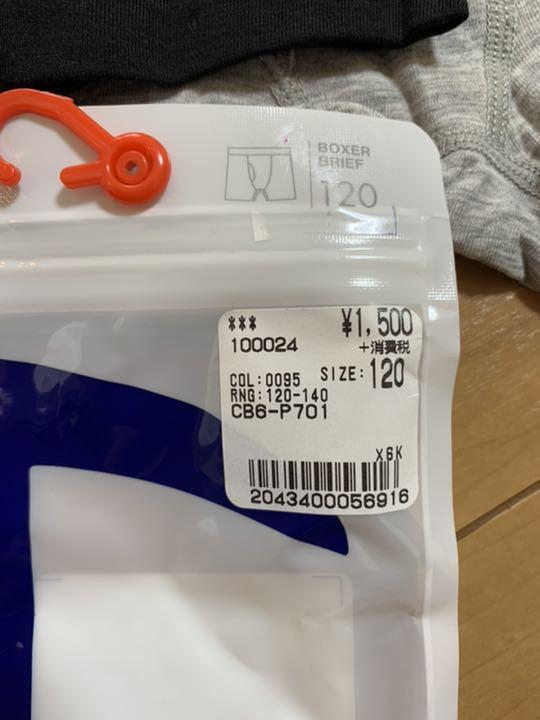 BOXER
BRIEF
120
*** ¥1,500
100024 +消費税
COL:0095 SIZE:120
RNG:120-140
CB6-P701
X6K
2043400056916